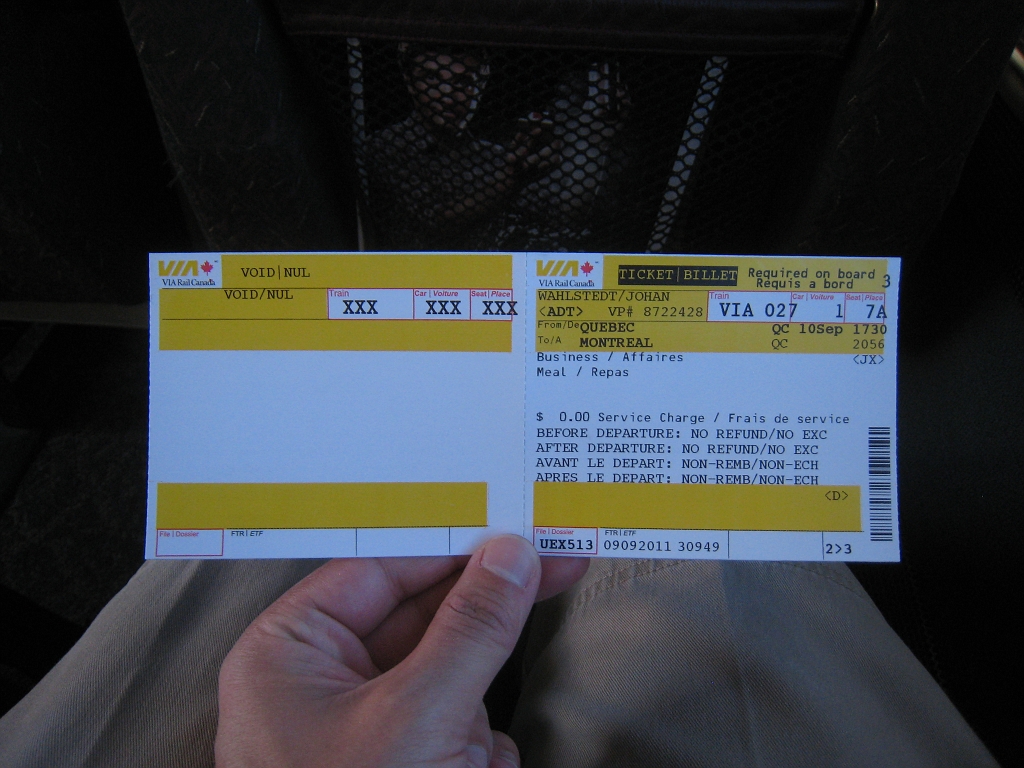 VIA
VIA Rail Canada
VOID|NUL
VOID/NUL
Train
XXX
Car | Voiture
XXX
Seat | Place
XXX
File | Dossier
FTR | ETF
VIA
VIA Rail Canada
TICKET|BILLET
Required on board
Requis a bord
3
WAHLSTEDT/JOHAN
<ADT> VP# 8722428
Train
VIA 027
Car | Voiture
1
Seat | Place
7A
From/De QUEBEC QC 10Sep 1730
To/A MONTREAL QC 2056
Business / Affaires <JX>
Meal / Repas
$ 0.00 Service Charge / Frais de service
BEFORE DEPARTURE: NO REFUND/NO EXC
AFTER DEPARTURE: NO REFUND/NO EXC
AVANT LE DEPART: NON-REMB/NON-ECH
APRES LE DEPART: NON-REMB/NON-ECH
<D>
File | Dossier
UEX513
FTR | ETF
09092011 30949
2>3